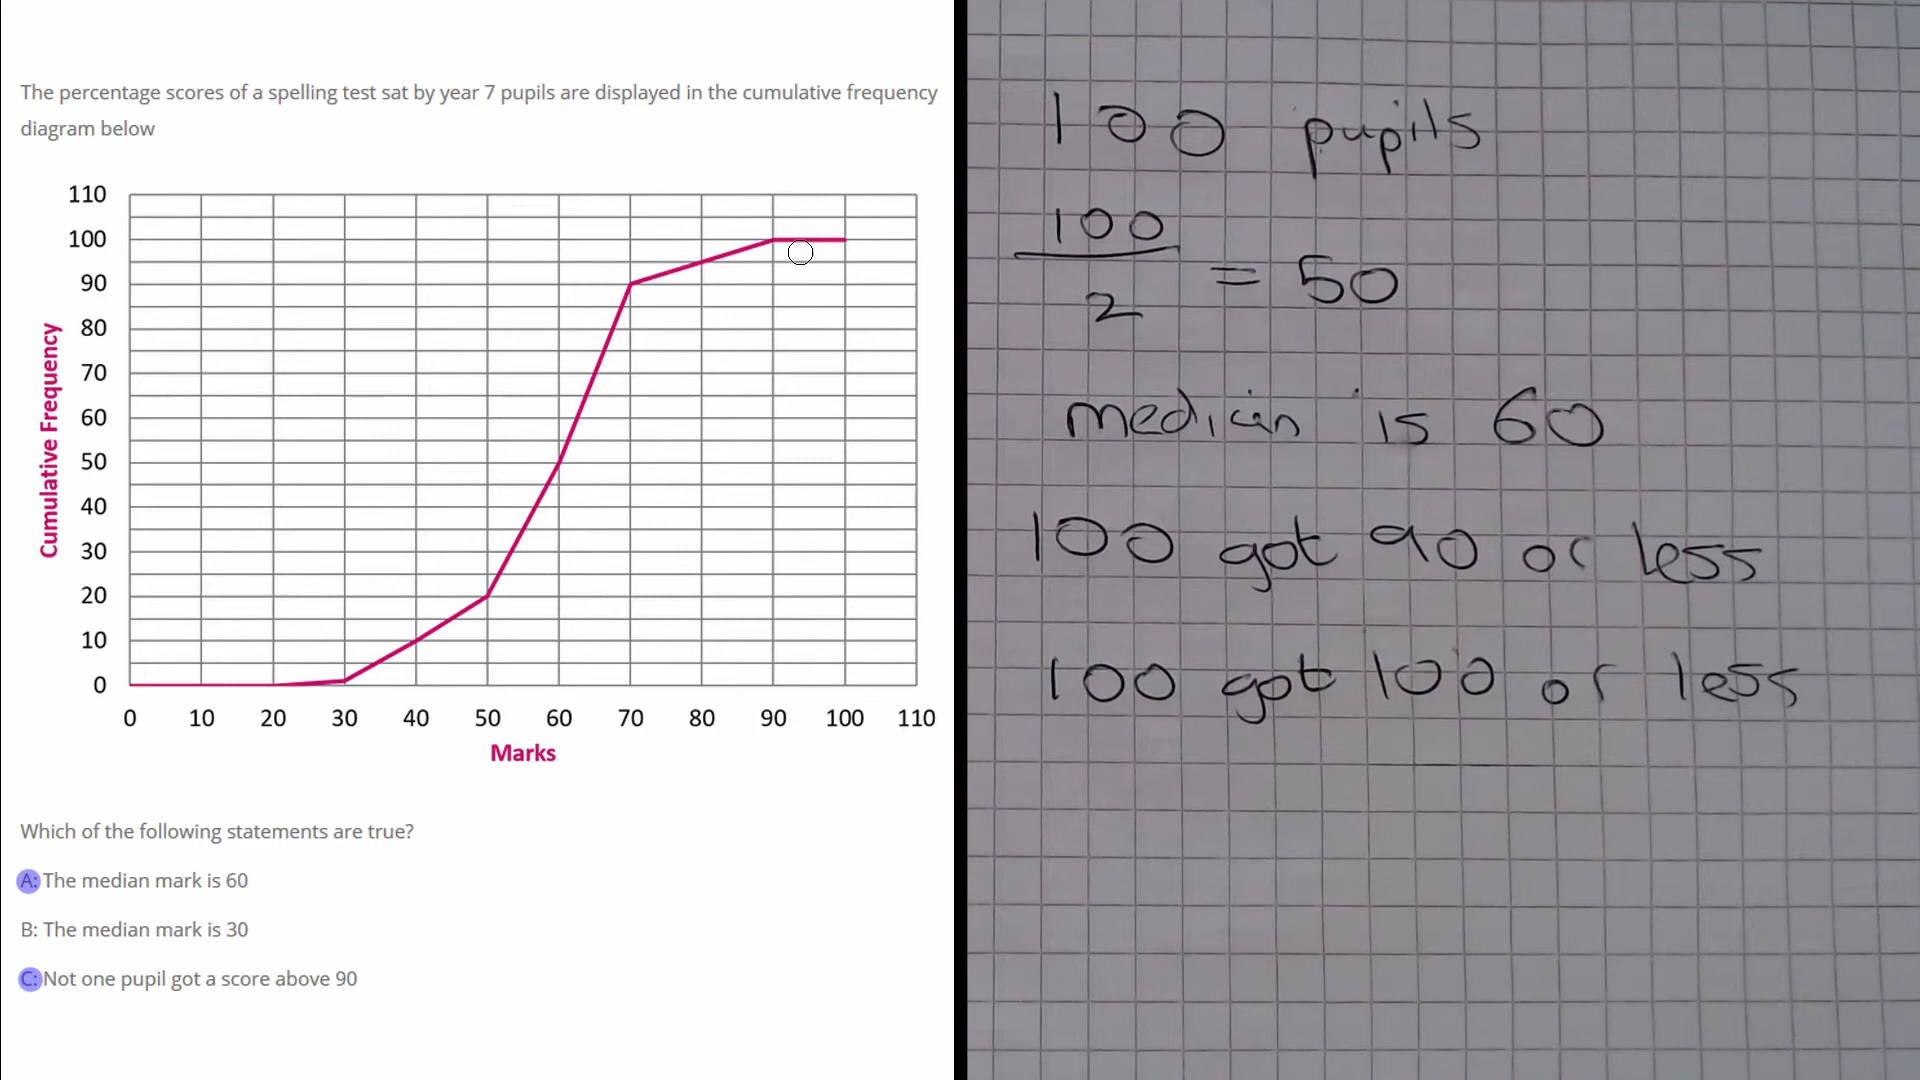 The percentage scores of a spelling test sat by year 7 pupils are displayed in the cumulative frequency
diagram below
110
100
90
80
70
60
50
40
30
20
10
0
Cumulative Frequency
0 10 20 30 40 50 60 70 80 90 100 110
Marks
Which of the following statements are true?
A: The median mark is 60
B: The median mark is 30
C: Not one pupil got a score above 90
100 pupils
100
2
= 50
median is 60
100 got 90 or less
100 got 100 or less